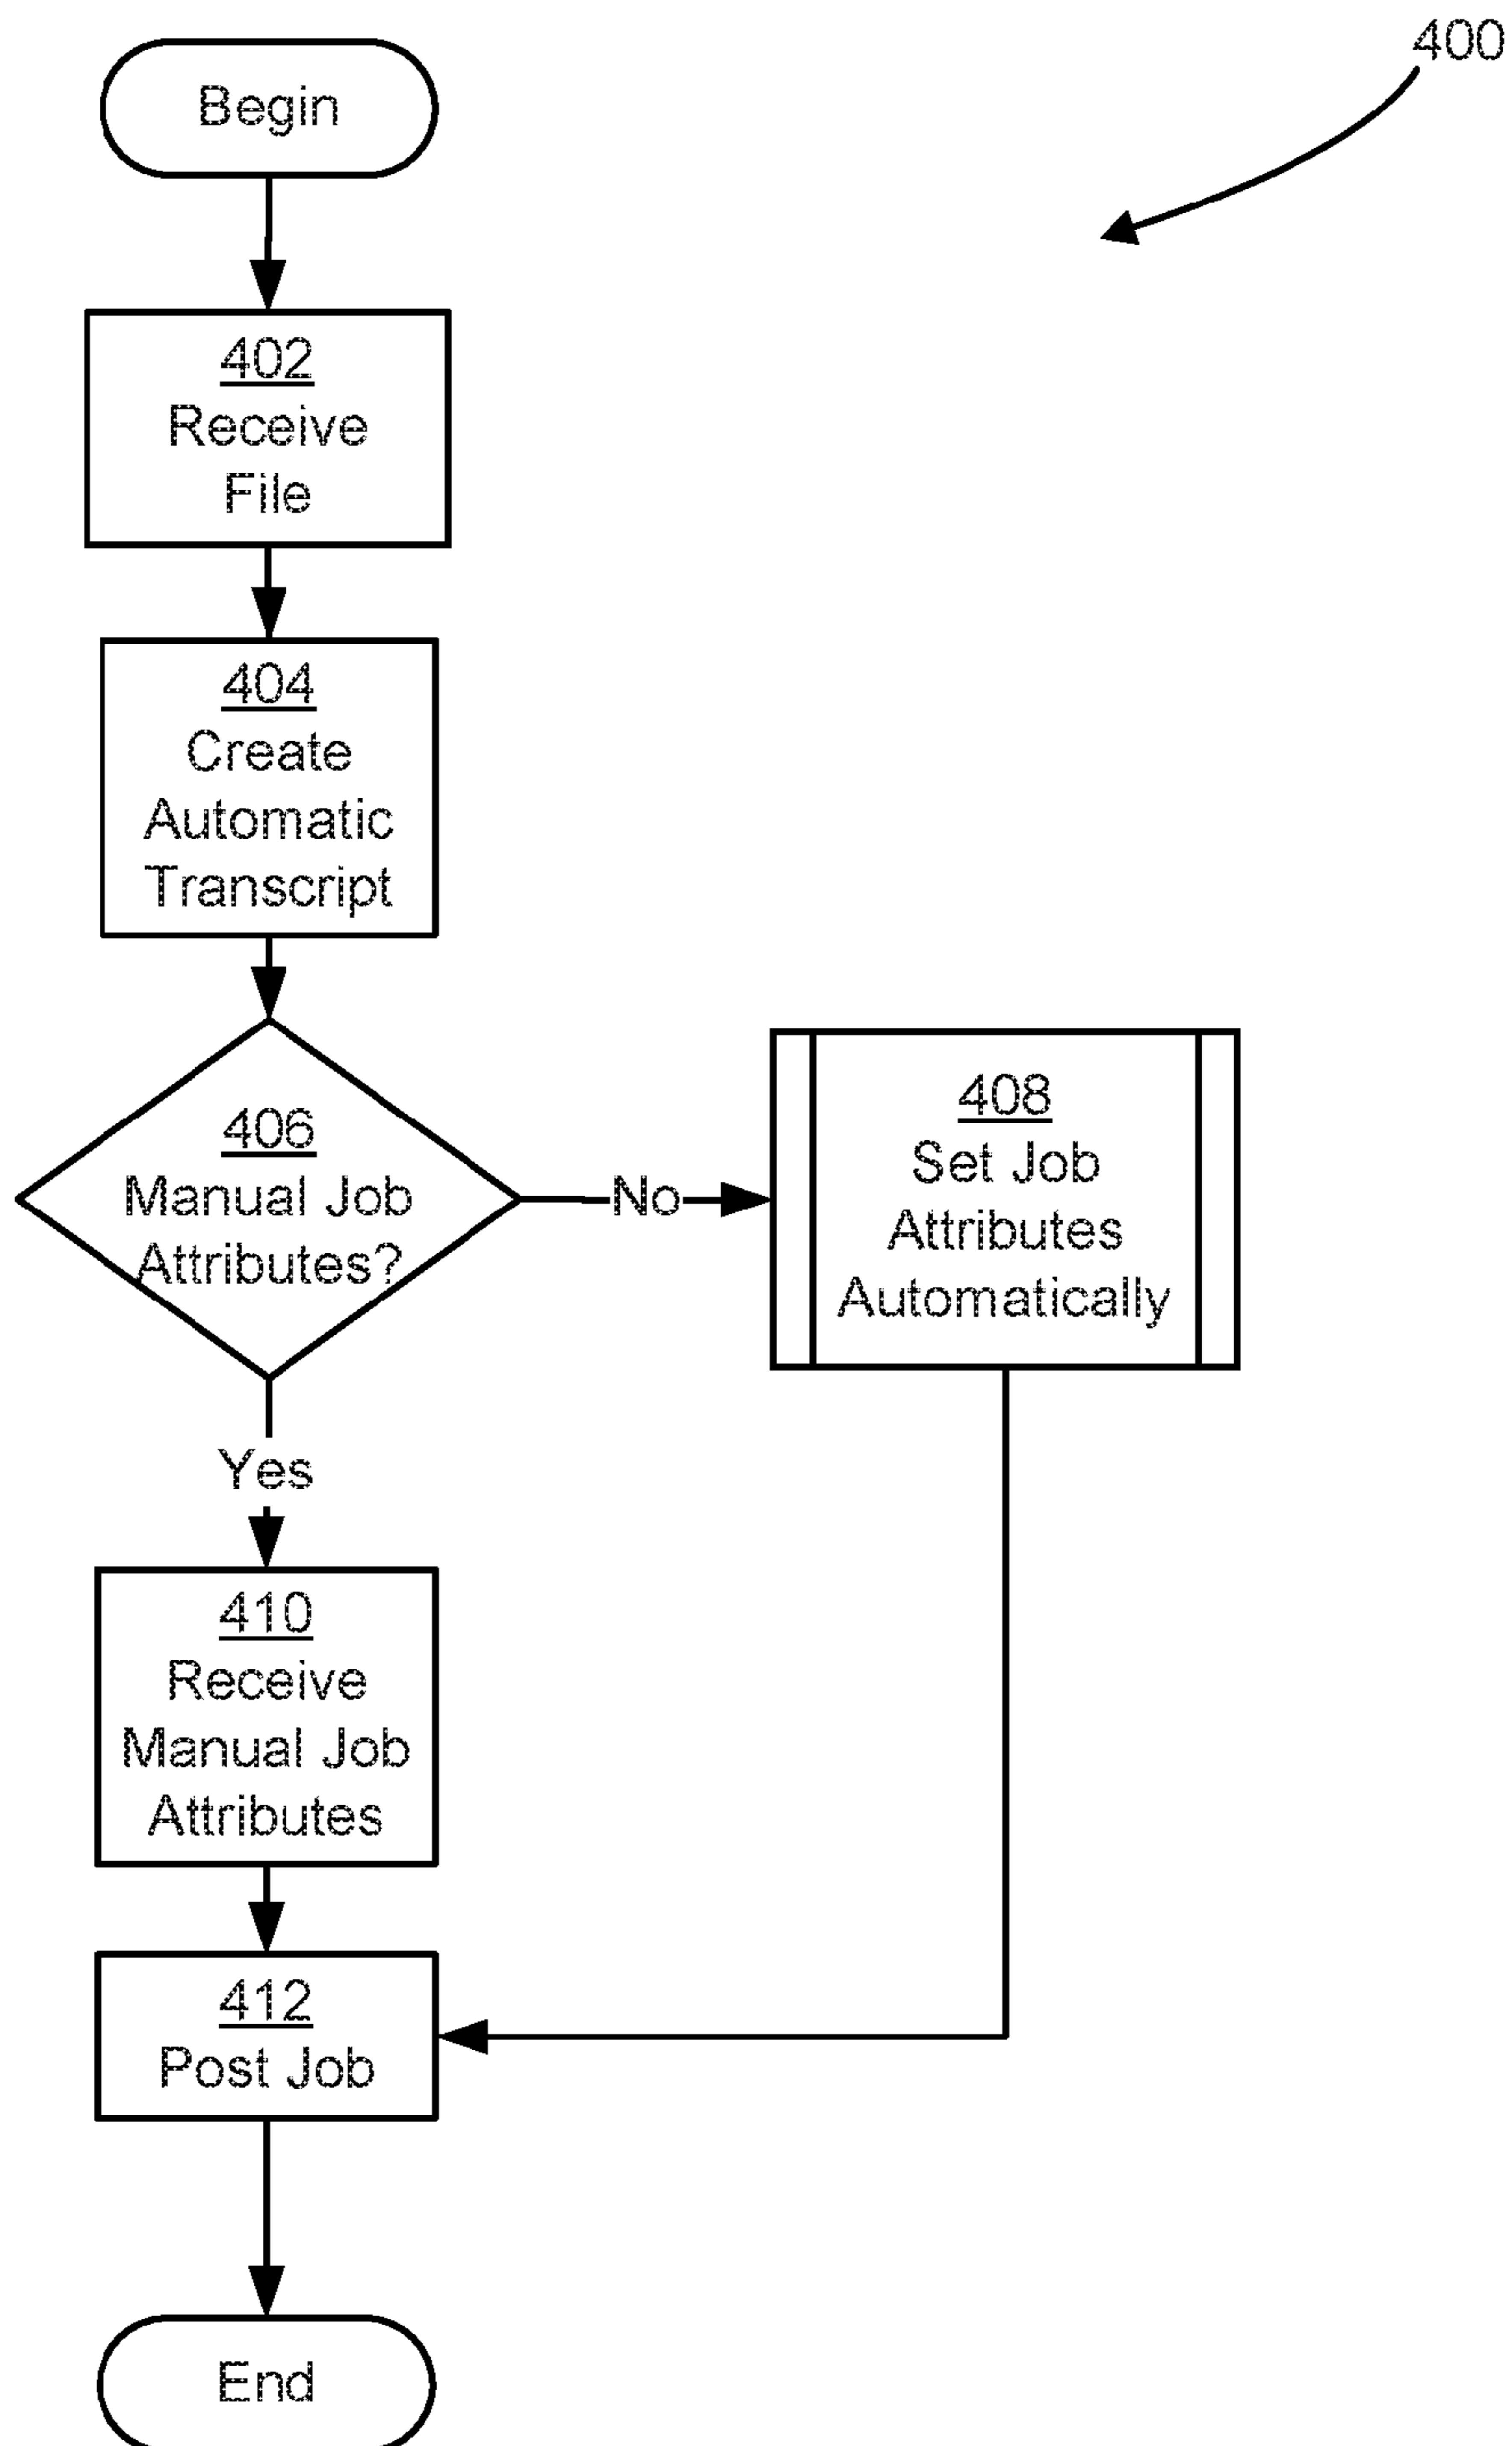 400
Begin
402
Receive
File
404
Create
Automatic
Transcript
406
Manual Job
Attributes?
No
408
Set Job
Attributes
Automatically
Yes
410
Receive
Manual Job
Attributes
412
Post Job
End